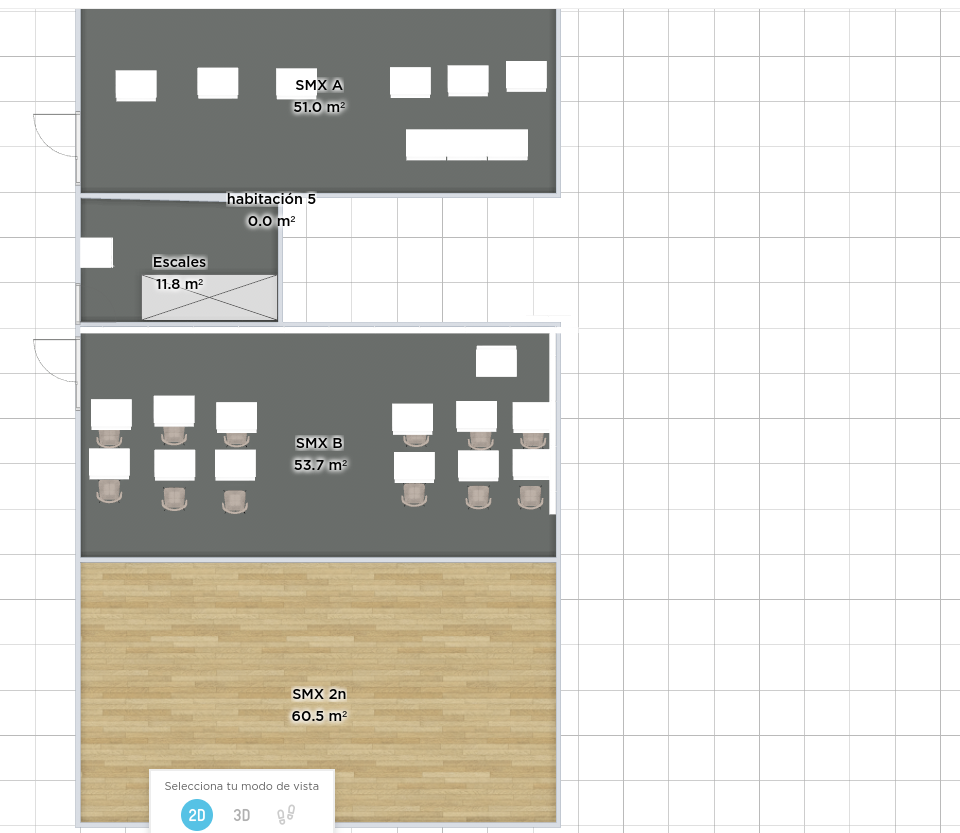 SMX A
51.0 m²
habitación 5
0.0 m²
Escales
11.8 m²
SMX B
53.7 m²
SMX 2n
60.5 m²
Selecciona tu modo de vista
2D
3D